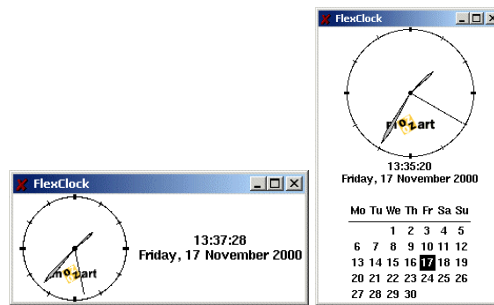 FlexClock
mozart
13:37:28
Friday, 17 November 2000
FlexClock
mozart
13:35:20
Friday, 17 November 2000
Mo Tu We Th Fr Sa Su
1 2 3 4 5
6 7 8 9 10 11 12
13 14 15 16 17 18 19
20 21 22 23 24 25 26
27 28 29 30